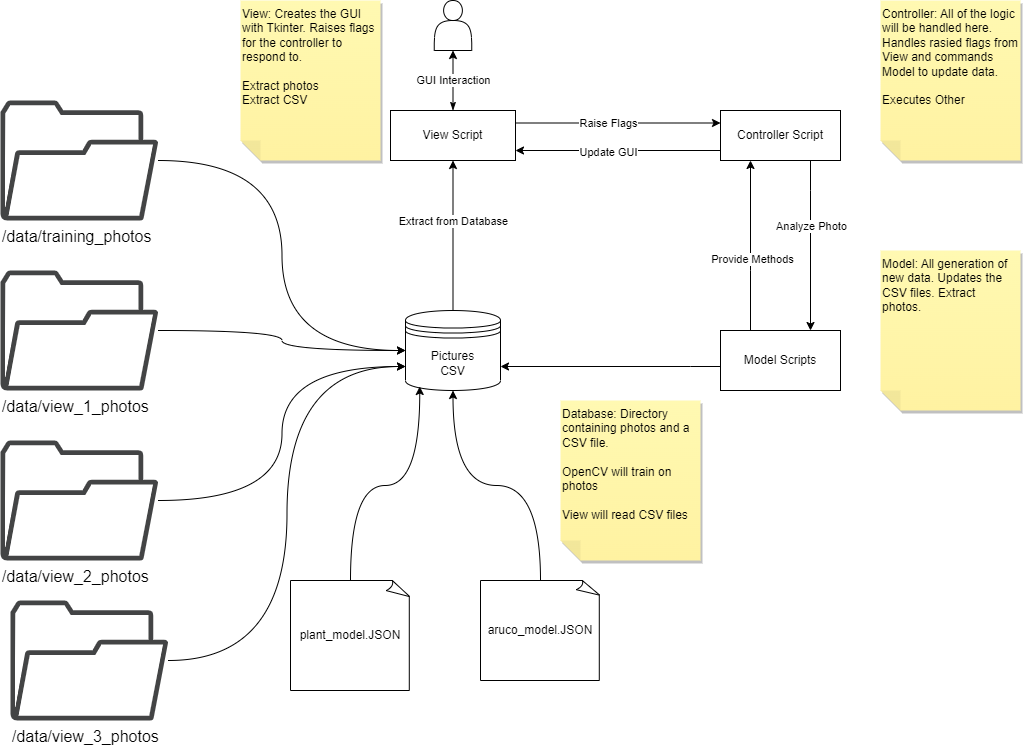 View: Creates the GUI
with Tkinter. Raises flags
for the controller to
respond to.
Extract photos
Extract CSV
GUI Interaction
Controller: All of the logic
will be handled here.
Handles rasied flags from
View and commands
Model to update data.
Executes Other
View Script
Raise Flags
Update GUI
Controller Script
/data/training_photos
Extract from Database
Analyze Photo
Provide Methods
Model: All generation of
new data. Updates the
CSV files. Extract
photos.
/data/view_1_photos
Pictures
CSV
Model Scripts
Database: Directory
containing photos and a
CSV file.
OpenCV will train on
photos
View will read CSV files
/data/view_2_photos
plant_model.JSON
aruco_model.JSON
/data/view_3_photos